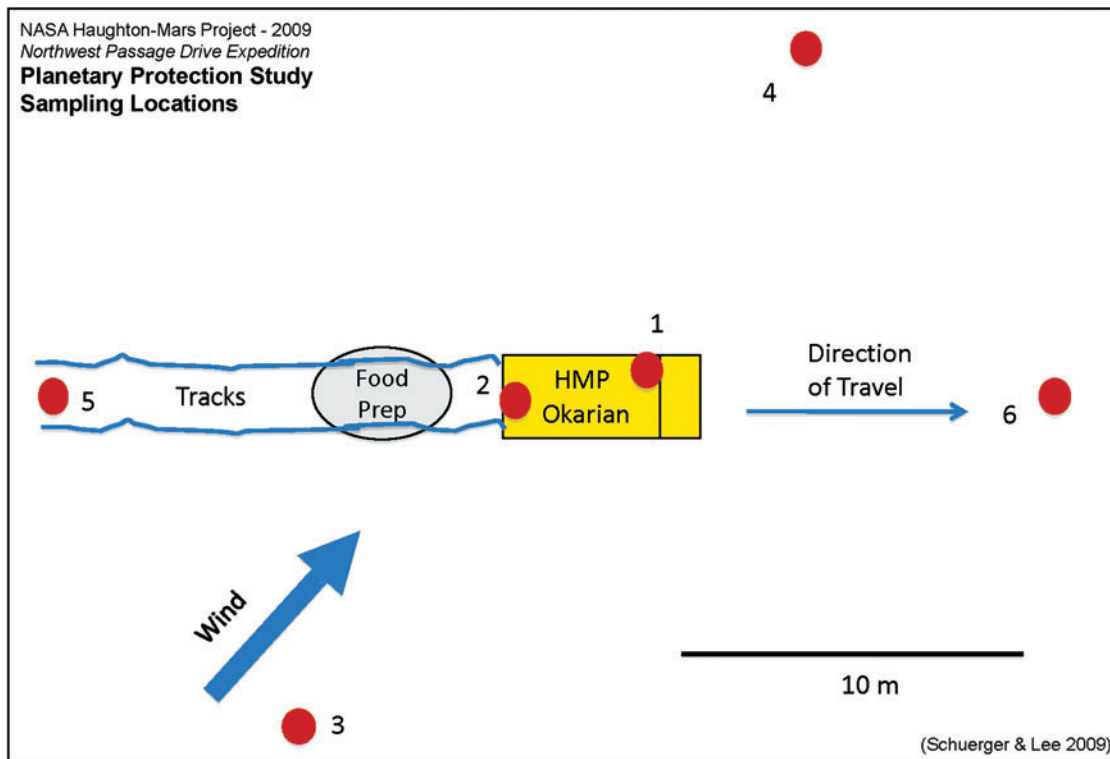 NASA Haughton-Mars Project - 2009
Northwest Passage Drive Expedition
Planetary Protection Study
Sampling Locations
4
1
Direction
of Travel
5
Tracks
Food
Prep
2
HMP
Okarian
6
Wind
3
10 m
(Schuerger & Lee 2009)